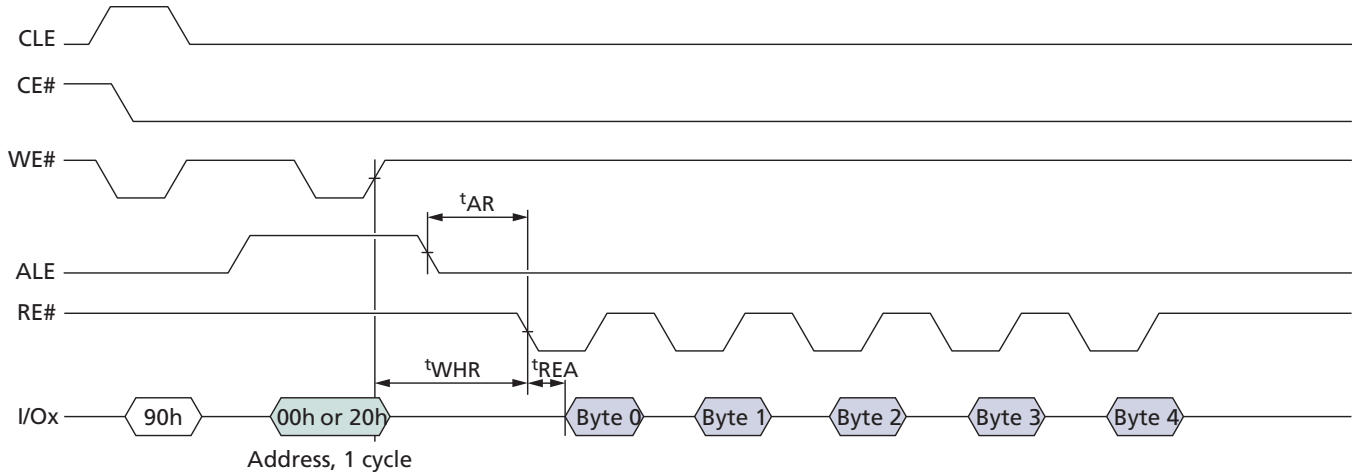 CLE
CE#
WE#
tAR
ALE
RE#
tWHR
tREA
I/Ox
90h
00h or 20h
Byte 0
Byte 1
Byte 2
Byte 3
Byte 4
Address, 1 cycle